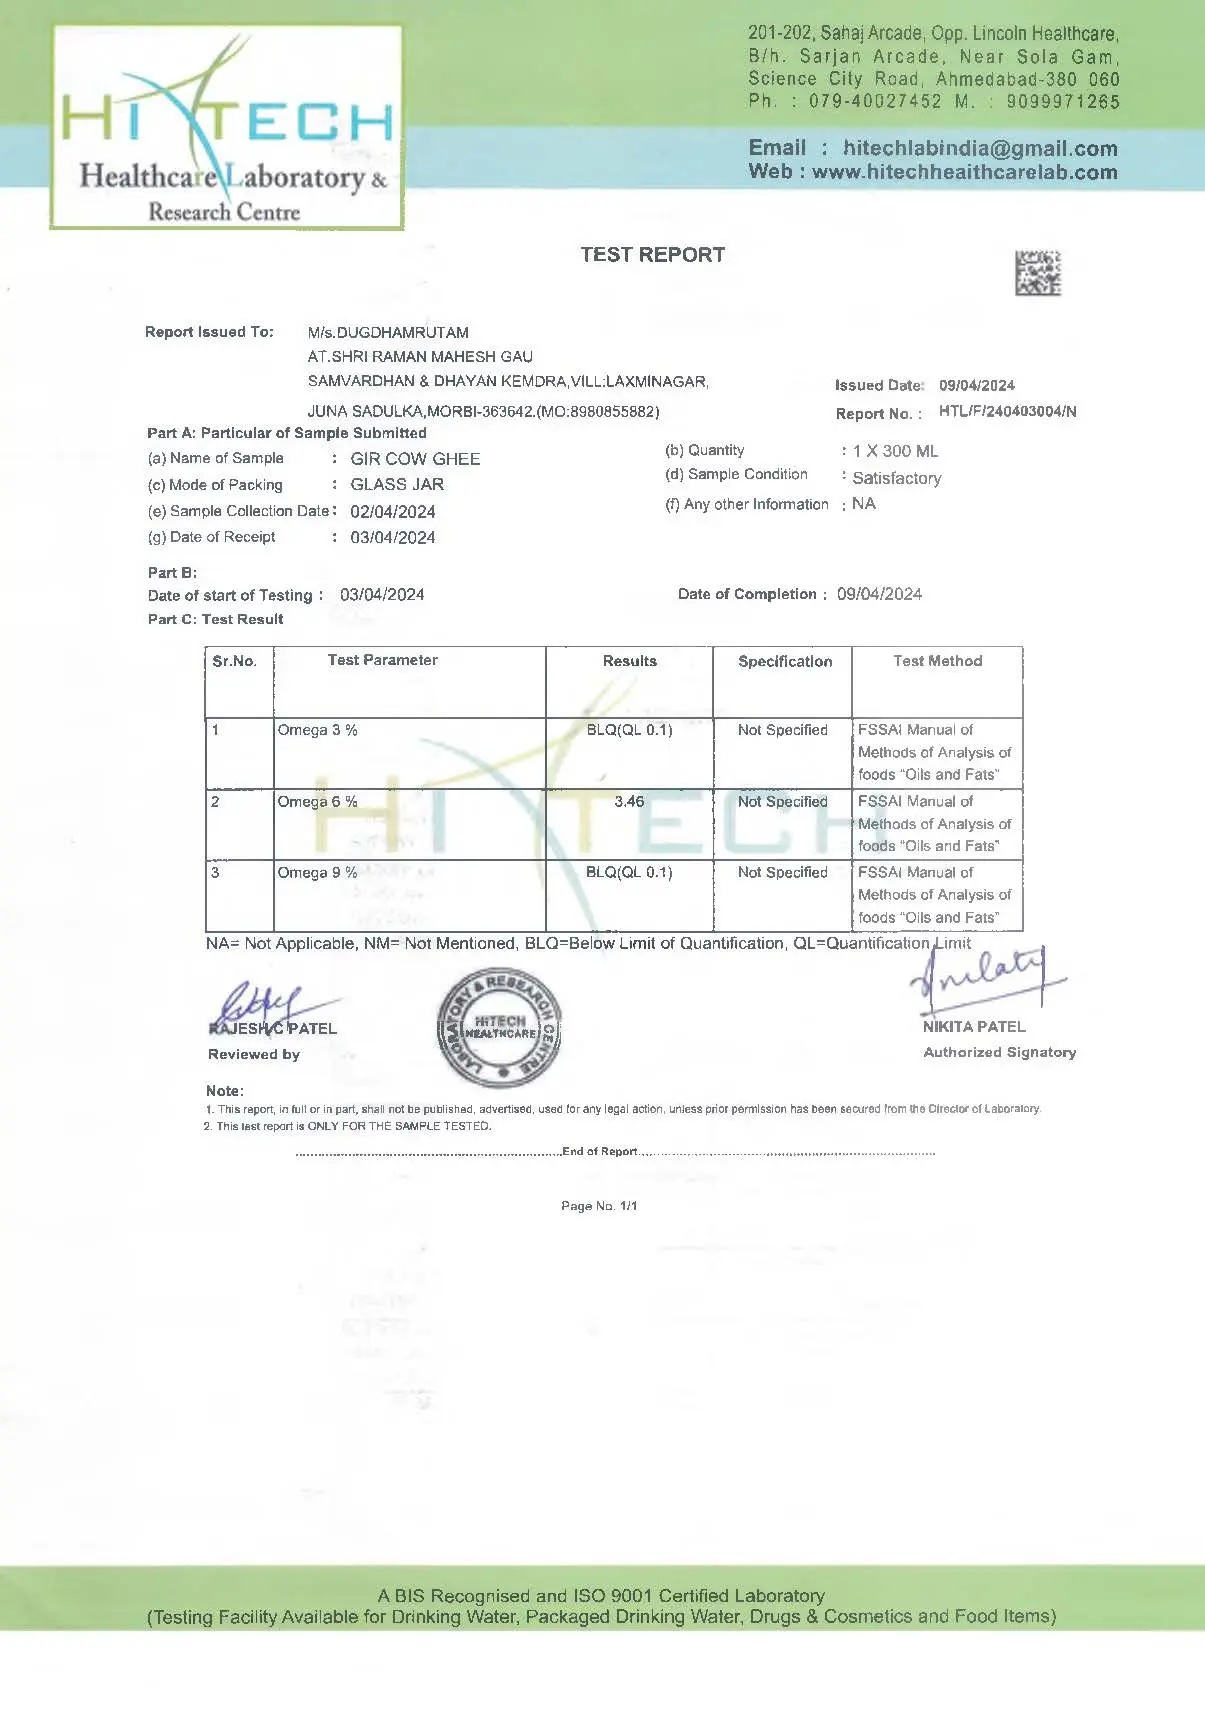 HITECH
Healthcare Laboratory &
Research Centre
201-202, Sahaj Arcade, Opp. Lincoln Healthcare,
B/h. Sarjan Arcade, Near Sola Gam,
Science City Road, Ahmedabad-380 060
Ph. : 079-40027452 M. : 9099971265
Email : hitechlabindia@gmail.com
Web : www.hitechheaithcarelab.com
TEST REPORT
Report Issued To: M/s.DUGDHAMRUTAM
AT.SHRI RAMAN MAHESH GAU
SAMVARDHAN & DHAYAN KEMDRA,VILL:LAXMINAGAR,
Issued Date: 09/04/2024
JUNA SADULKA,MORBI-363642.(MO:8980855882)
Report No. : HTL/F/240403004/N
Part A: Particular of Sample Submitted
(a) Name of Sample : GIR COW GHEE
(b) Quantity : 1 X 300 ML
(c) Mode of Packing : GLASS JAR
(d) Sample Condition : Satisfactory
(e) Sample Collection Date : 02/04/2024
(f) Any other Information : NA
(g) Date of Receipt : 03/04/2024
Part B:
Date of start of Testing : 03/04/2024 Date of Completion : 09/04/2024
Part C: Test Result
Sr.No. Test Parameter Results Specification Test Method
1 Omega 3 % BLQ(QL 0.1) Not Specified FSSAI Manual of
Methods of Analysis of
foods "Oils and Fats"
2 Omega 6 % 3.46 Not Specified FSSAI Manual of
Methods of Analysis of
foods "Oils and Fats"
3 Omega 9 % BLQ(QL 0.1) Not Specified FSSAI Manual of
Methods of Analysis of
foods "Oils and Fats"
HITECH
NA= Not Applicable, NM= Not Mentioned, BLQ=Below Limit of Quantification, QL=Quantification Limit
RAJESH C PATEL
Reviewed by
LABORATORY & RESEARCH CENTRE
HITECH
HEALTHCARE
NIKITA PATEL
Authorized Signatory
Note:
1. This report, in full or in part, shall not be published, advertised, used for any legal action, unless prior permission has been secured from the Director of Laboratory.
2. This test report is ONLY FOR THE SAMPLE TESTED.
End of Report
Page No. 1/1
A BIS Recognised and ISO 9001 Certified Laboratory
(Testing Facility Available for Drinking Water, Packaged Drinking Water, Drugs & Cosmetics and Food Items)